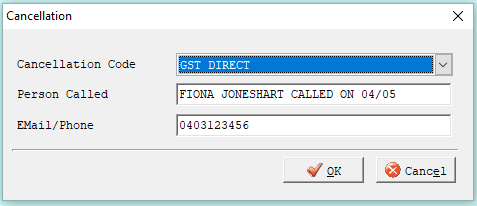 Cancellation
Cancellation Code GST DIRECT
Person Called FIONA JONESHART CALLED ON 04/05
EMail/Phone 0403123456
OK Cancel